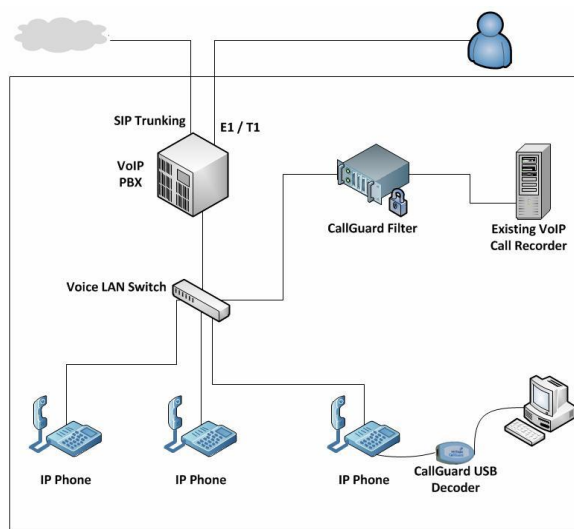 SIP Trunking
E1 / T1
VoIP
PBX
CallGuard Filter
Existing VoIP
Call Recorder
Voice LAN Switch
IP Phone
IP Phone
IP Phone
CallGuard USB
Decoder